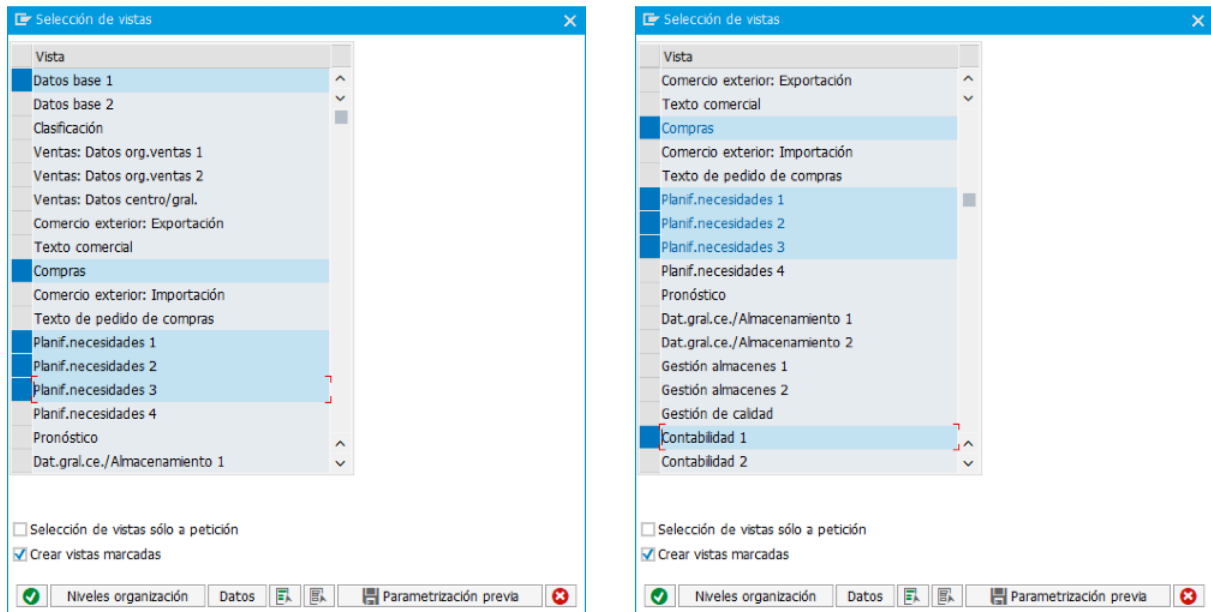 Selección de vistas
Vista
Datos base 1
Datos base 2
Clasificación
Ventas: Datos org.ventas 1
Ventas: Datos org.ventas 2
Ventas: Datos centro/gral.
Comercio exterior: Exportación
Texto comercial
Compras
Comercio exterior: Importación
Texto de pedido de compras
Planif.necesidades 1
Planif.necesidades 2
Planif.necesidades 3
Planif.necesidades 4
Pronóstico
Dat.gral.ce./Almacenamiento 1
Selección de vistas sólo a petición
Crear vistas marcadas
Niveles organización Datos Parametrización previa
Selección de vistas
Vista
Comercio exterior: Exportación
Texto comercial
Compras
Comercio exterior: Importación
Texto de pedido de compras
Planif.necesidades 1
Planif.necesidades 2
Planif.necesidades 3
Planif.necesidades 4
Pronóstico
Dat.gral.ce./Almacenamiento 1
Dat.gral.ce./Almacenamiento 2
Gestión almacenes 1
Gestión almacenes 2
Gestión de calidad
Contabilidad 1
Contabilidad 2
Selección de vistas sólo a petición
Crear vistas marcadas
Niveles organización Datos Parametrización previa